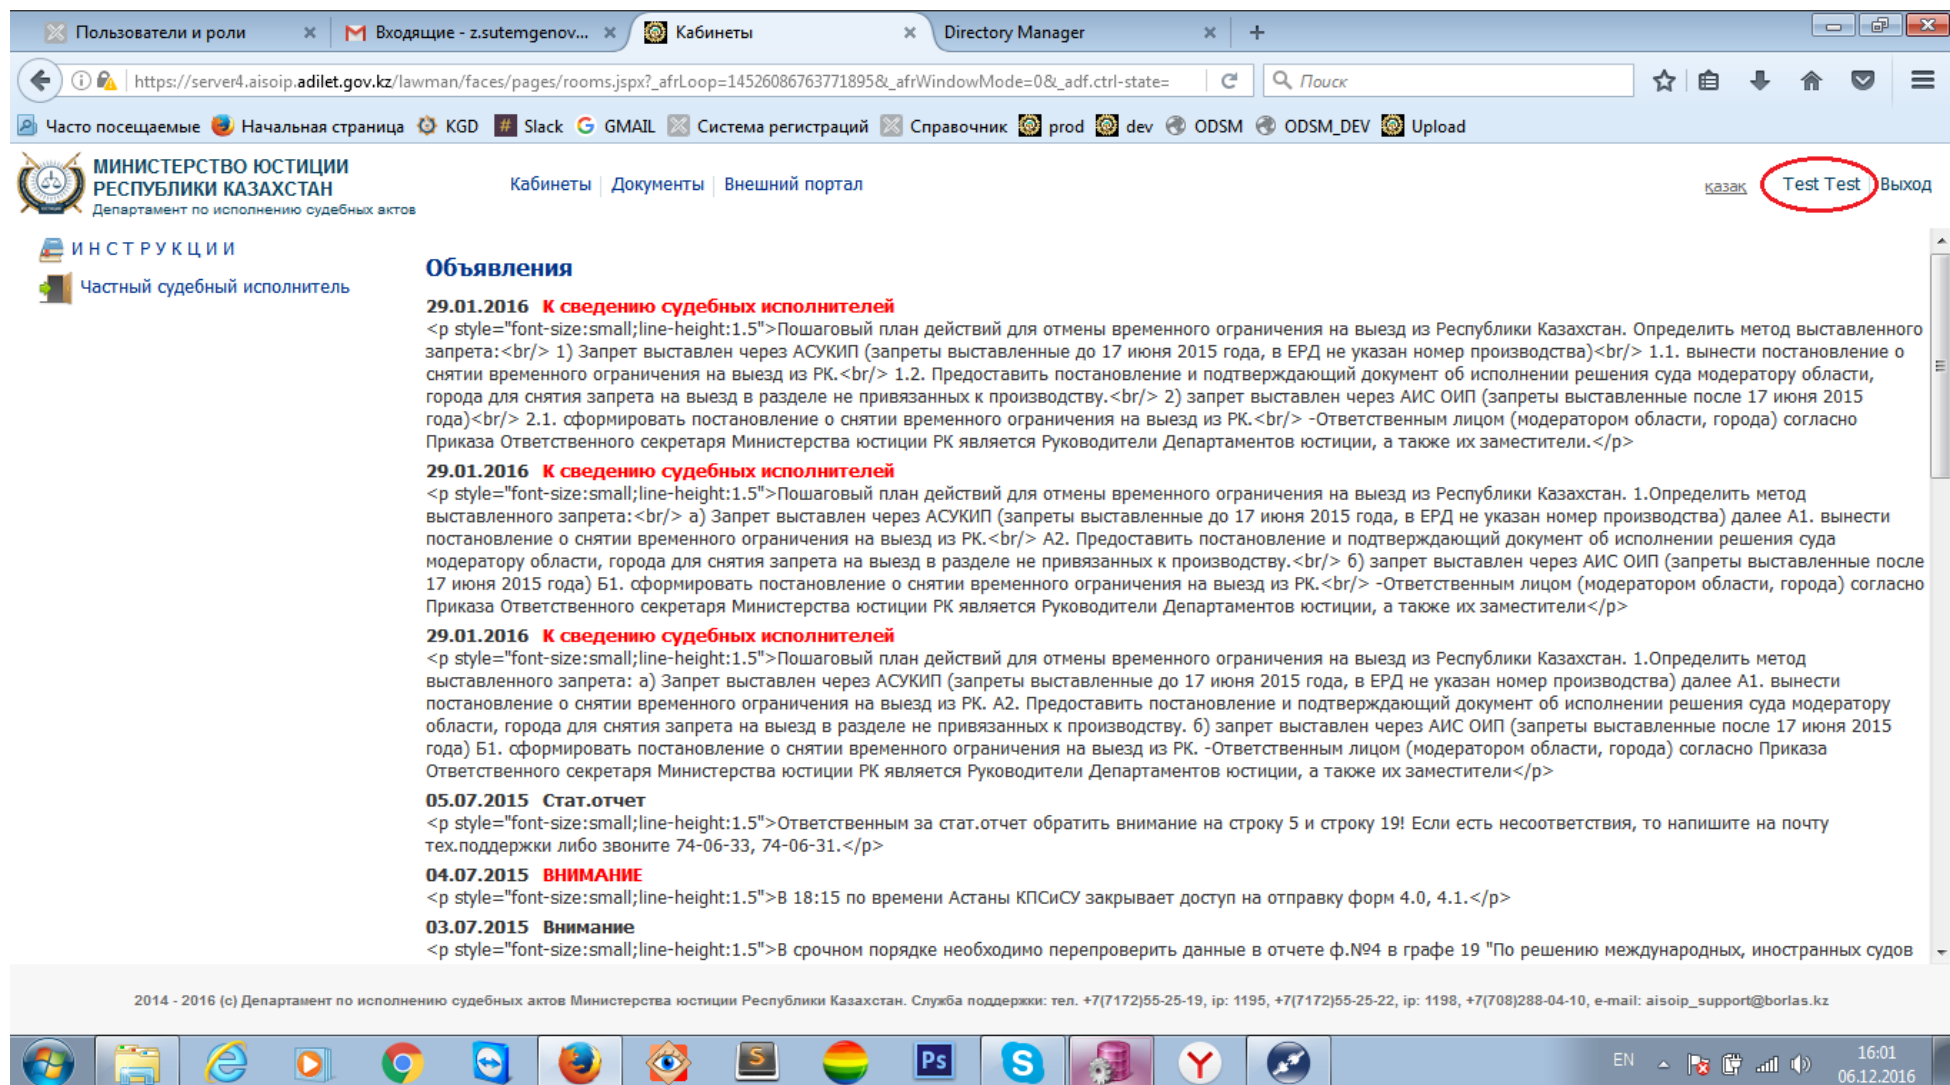 Пользователи и роли
Входящие - z.sutemgenov...
Кабинеты
Directory Manager
https://server4.aisoip.adilet.gov.kz/lawman/faces/pages/rooms.jspx?_afrLoop=14526086763771895&_afrWindowMode=0&_adf.ctrl-state=
Поиск
Часто посещаемые Начальная страница KGD # Slack G GMAIL Система регистраций Справочник prod dev ODSM ODSM_DEV Upload
МИНИСТЕРСТВО ЮСТИЦИИ
РЕСПУБЛИКИ КАЗАХСТАН
Департамент по исполнению судебных актов
Кабинеты Документы Внешний портал
қазақ Test Test Выход
ИНСТРУКЦИИ
Частный судебный исполнитель
Объявления
29.01.2016 К сведению судебных исполнителей
<p style="font-size:small;line-height:1.5">Пошаговый план действий для отмены временного ограничения на выезд из Республики Казахстан. Определить метод выставленного
запрета:<br/> 1) Запрет выставлен через АСУКИП (запреты выставленные до 17 июня 2015 года, в ЕРД не указан номер производства)<br/> 1.1. вынести постановление о
снятии временного ограничения на выезд из РК.<br/> 1.2. Предоставить постановление и подтверждающий документ об исполнении решения суда модератору области,
города для снятия запрета на выезд в разделе не привязанных к производству.<br/> 2) запрет выставлен через АИС ОИП (запреты выставленные после 17 июня 2015
года)<br/> 2.1. сформировать постановление о снятии временного ограничения на выезд из РК.<br/> -Ответственным лицом (модератором области, города) согласно
Приказа Ответственного секретаря Министерства юстиции РК является Руководители Департаментов юстиции, а также их заместители.</p>
29.01.2016 К сведению судебных исполнителей
<p style="font-size:small;line-height:1.5">Пошаговый план действий для отмены временного ограничения на выезд из Республики Казахстан. 1.Определить метод
выставленного запрета:<br/> а) Запрет выставлен через АСУКИП (запреты выставленные до 17 июня 2015 года, в ЕРД не указан номер производства) далее А1. вынести
постановление о снятии временного ограничения на выезд из РК.<br/> А2. Предоставить постановление и подтверждающий документ об исполнении решения суда
модератору области, города для снятия запрета на выезд в разделе не привязанных к производству.<br/> б) запрет выставлен через АИС ОИП (запреты выставленные после
17 июня 2015 года) Б1. сформировать постановление о снятии временного ограничения на выезд из РК.<br/> -Ответственным лицом (модератором области, города) согласно
Приказа Ответственного секретаря Министерства юстиции РК является Руководители Департаментов юстиции, а также их заместители</p>
29.01.2016 К сведению судебных исполнителей
<p style="font-size:small;line-height:1.5">Пошаговый план действий для отмены временного ограничения на выезд из Республики Казахстан. 1.Определить метод
выставленного запрета: а) Запрет выставлен через АСУКИП (запреты выставленные до 17 июня 2015 года, в ЕРД не указан номер производства) далее А1. вынести
постановление о снятии временного ограничения на выезд из РК. А2. Предоставить постановление и подтверждающий документ об исполнении решения суда модератору
области, города для снятия запрета на выезд в разделе не привязанных к производству. б) запрет выставлен через АИС ОИП (запреты выставленные после 17 июня 2015
года) Б1. сформировать постановление о снятии временного ограничения на выезд из РК. -Ответственным лицом (модератором области, города) согласно Приказа
Ответственного секретаря Министерства юстиции РК является Руководители Департаментов юстиции, а также их заместители</p>
05.07.2015 Стат.отчет
<p style="font-size:small;line-height:1.5">Ответственным за стат.отчет обратить внимание на строку 5 и строку 19! Если есть несоответствия, то напишите на почту
тех.поддержки либо звоните 74-06-33, 74-06-31.</p>
04.07.2015 ВНИМАНИЕ
<p style="font-size:small;line-height:1.5">В 18:15 по времени Астаны КПСиСУ закрывает доступ на отправку форм 4.0, 4.1.</p>
03.07.2015 Внимание
<p style="font-size:small;line-height:1.5">В срочном порядке необходимо перепроверить данные в отчете ф.№4 в графе 19 "По решению международных, иностранных судов
2014 - 2016 (c) Департамент по исполнению судебных актов Министерства юстиции Республики Казахстан. Служба поддержки: тел. +7(7172)55-25-19, ip: 1195, +7(7172)55-25-22, ip: 1198, +7(708)288-04-10, e-mail: aisoip_support@borlas.kz
S Ps S Y
EN
16:01
06.12.2016